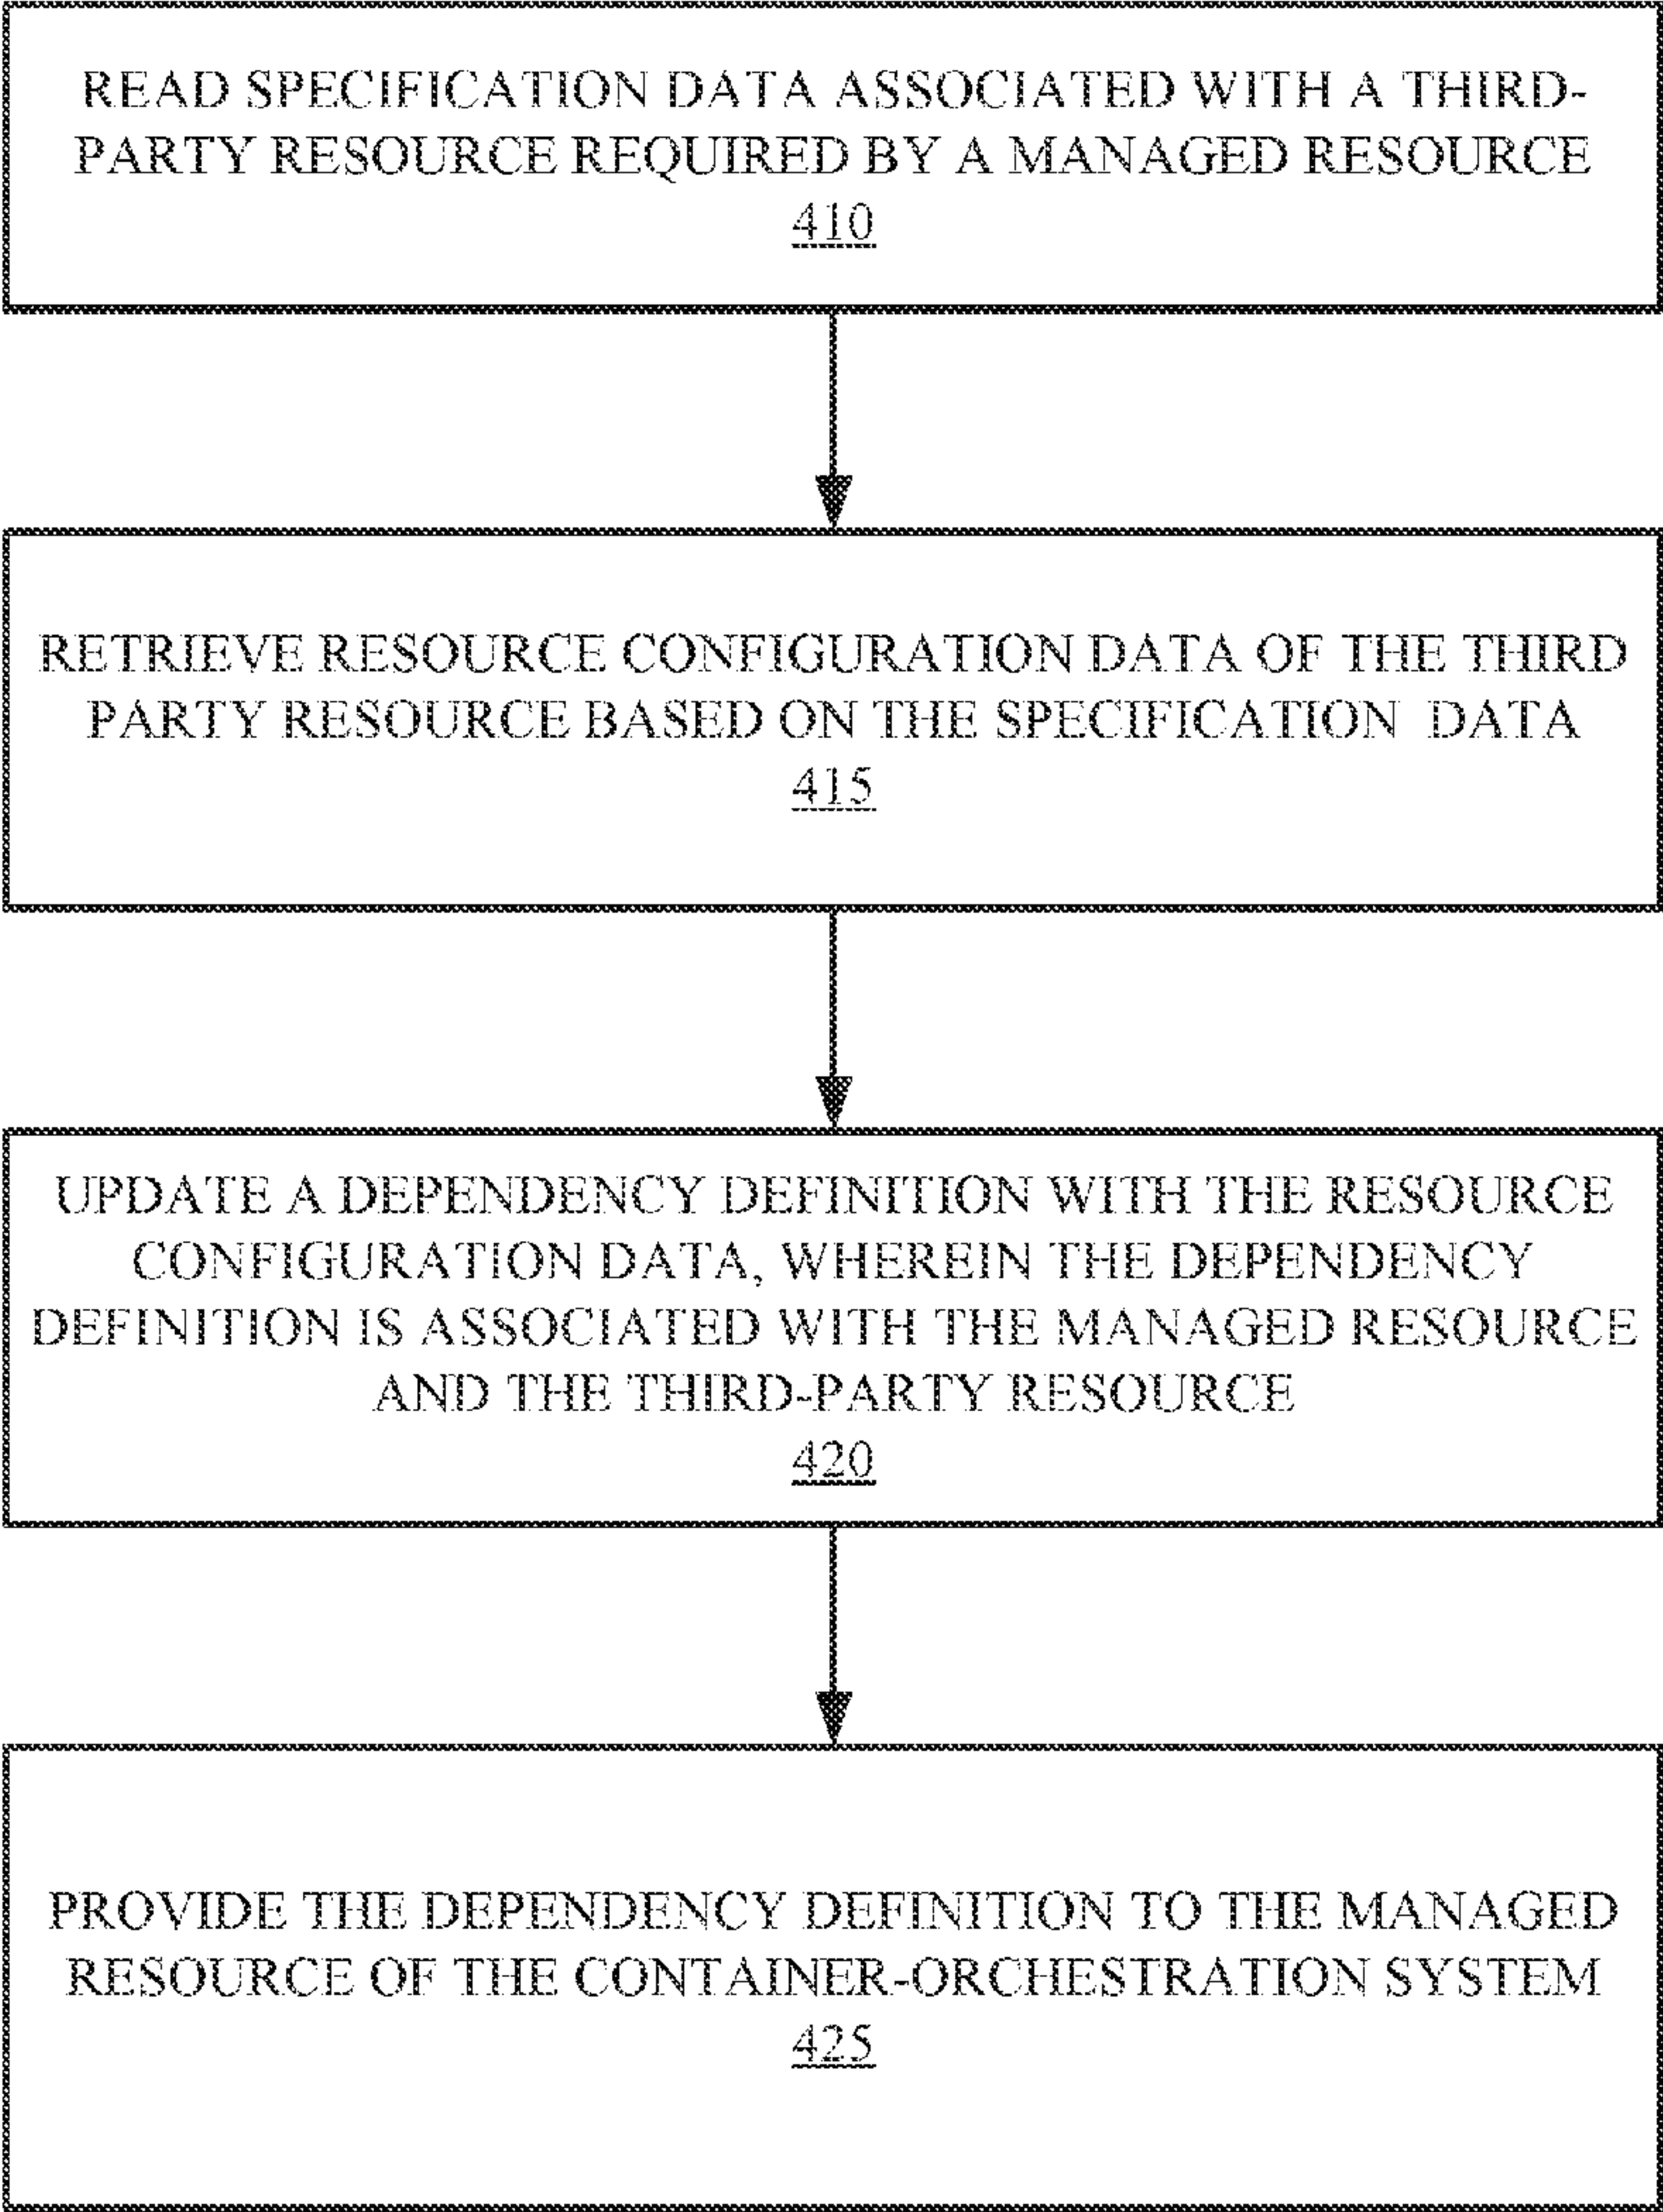 READ SPECIFICATION DATA ASSOCIATED WITH A THIRD-
PARTY RESOURCE REQUIRED BY A MANAGED RESOURCE
410
RETRIEVE RESOURCE CONFIGURATION DATA OF THE THIRD
PARTY RESOURCE BASED ON THE SPECIFICATION DATA
415
UPDATE A DEPENDENCY DEFINITION WITH THE RESOURCE
CONFIGURATION DATA, WHEREIN THE DEPENDENCY
DEFINITION IS ASSOCIATED WITH THE MANAGED RESOURCE
AND THE THIRD-PARTY RESOURCE
420
PROVIDE THE DEPENDENCY DEFINITION TO THE MANAGED
RESOURCE OF THE CONTAINER-ORCHESTRATION SYSTEM
425